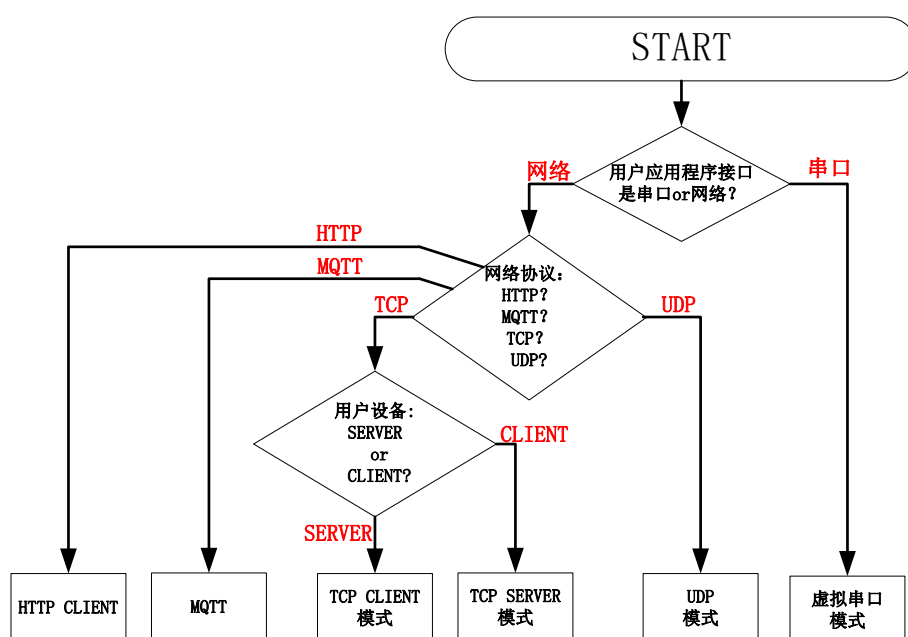 START
用户应用程序接口
是串口or网络?
网络
串口
HTTP
MQTT
网络协议:
HTTP?
MQTT?
TCP?
UDP?
TCP
UDP
用户设备:
SERVER
or
CLIENT?
CLIENT
SERVER
HTTP CLIENT
MQTT
TCP CLIENT
模式
TCP SERVER
模式
UDP
模式
虚拟串口
模式